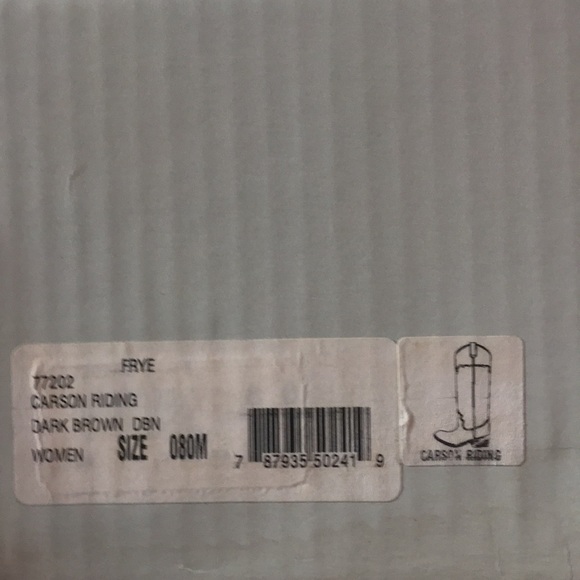 FRYE
77202
CARSON RIDING
DARK BROWN DBN
WOMEN SIZE 080M
7 87935 50241 9
CARSON RIDING